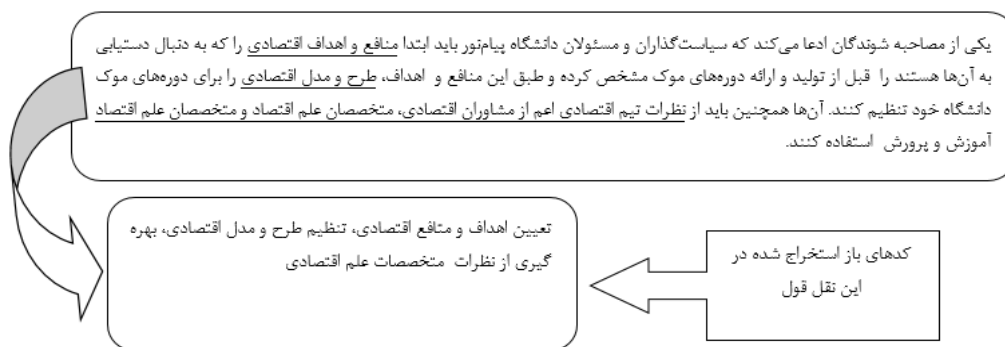 یکی از مصاحبه شوندگان ادعا می‌کند که سیاست‌گذاران و مسئولان دانشگاه پیام‌نور باید ابتدا منافع و اهداف اقتصادی را که به دنبال دستیابی
به آن‌ها هستند را قبل از تولید و ارائه دوره‌های موک مشخص کرده و طبق این منافع و اهداف، طرح و مدل اقتصادی را برای دوره‌های موک
دانشگاه خود تنظیم کنند. آن‌ها همچنین باید از نظرات تیم اقتصادی اعم از مشاوران اقتصادی، متخصصان علم اقتصاد و متخصصان علم اقتصاد
آموزش و پرورش استفاده کنند.
تعیین اهداف و منافع اقتصادی، تنظیم طرح و مدل اقتصادی، بهره
گیری از نظرات متخصصات علم اقتصادی
کدهای باز استخراج شده در
این نقل قول